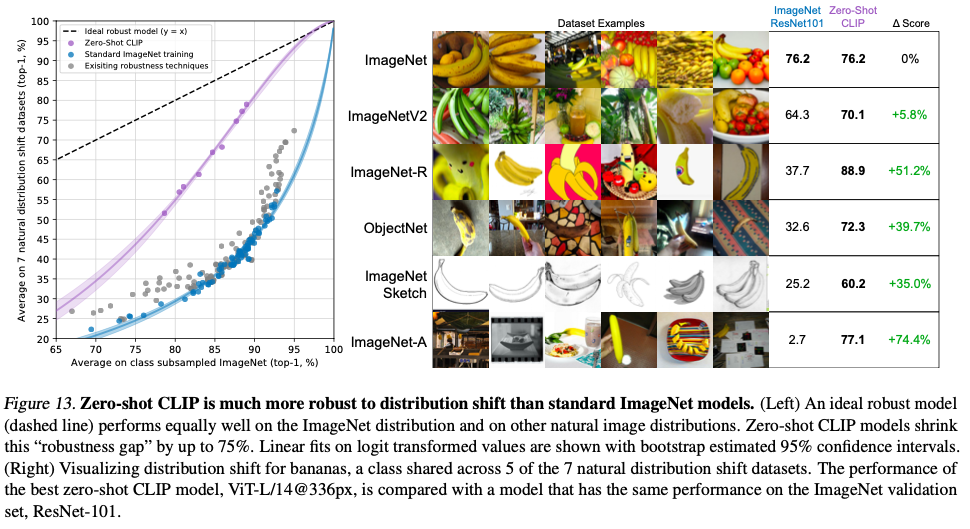 Ideal robust model (y = x)
Zero-Shot CLIP
Standard ImageNet training
Exisiting robustness techniques
Average on 7 natural distribution shift datasets (top-1, %)
100
95
90
85
80
75
70
65
60
55
50
45
40
35
30
25
20
65 70 75 80 85 90 95 100
Average on class subsampled ImageNet (top-1, %)
Dataset Examples
ImageNet Zero-Shot
ResNet101 CLIP Δ Score
ImageNet 76.2 76.2 0%
ImageNetV2 64.3 70.1 +5.8%
ImageNet-R 37.7 88.9 +51.2%
ObjectNet 32.6 72.3 +39.7%
ImageNet
Sketch 25.2 60.2 +35.0%
ImageNet-A 2.7 77.1 +74.4%
Figure 13. Zero-shot CLIP is much more robust to distribution shift than standard ImageNet models. (Left) An ideal robust model
(dashed line) performs equally well on the ImageNet distribution and on other natural image distributions. Zero-shot CLIP models shrink
this “robustness gap” by up to 75%. Linear fits on logit transformed values are shown with bootstrap estimated 95% confidence intervals.
(Right) Visualizing distribution shift for bananas, a class shared across 5 of the 7 natural distribution shift datasets. The performance of
the best zero-shot CLIP model, ViT-L/14@336px, is compared with a model that has the same performance on the ImageNet validation
set, ResNet-101.